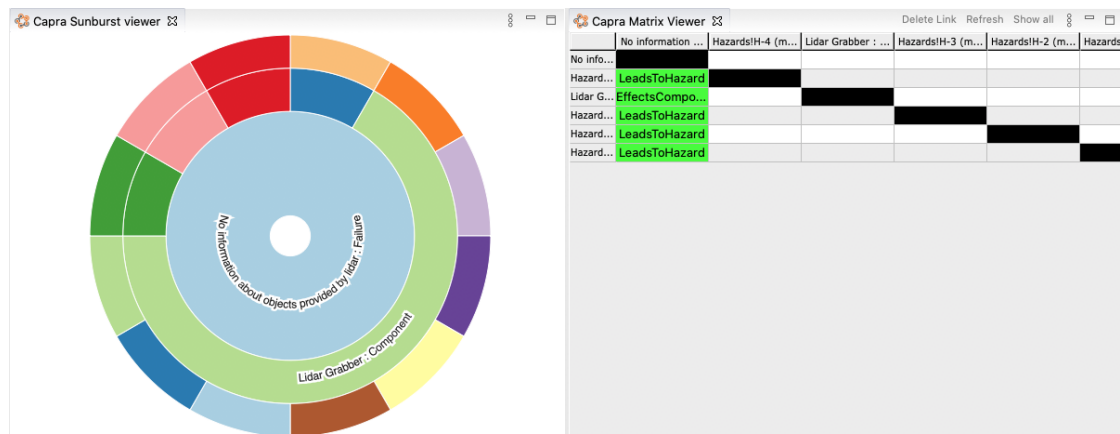 Capra Sunburst viewer
No information about objects provided by lidar : Failure
Lidar Grabber : Component
Capra Matrix Viewer
Delete Link Refresh Show all
No information ... Hazards!H-4 (m... Lidar Grabber : ... Hazards!H-3 (m... Hazards!H-2 (m... Hazards
No info...
Hazard... LeadsToHazard
Lidar G... EffectsCompo...
Hazard... LeadsToHazard
Hazard... LeadsToHazard
Hazard... LeadsToHazard